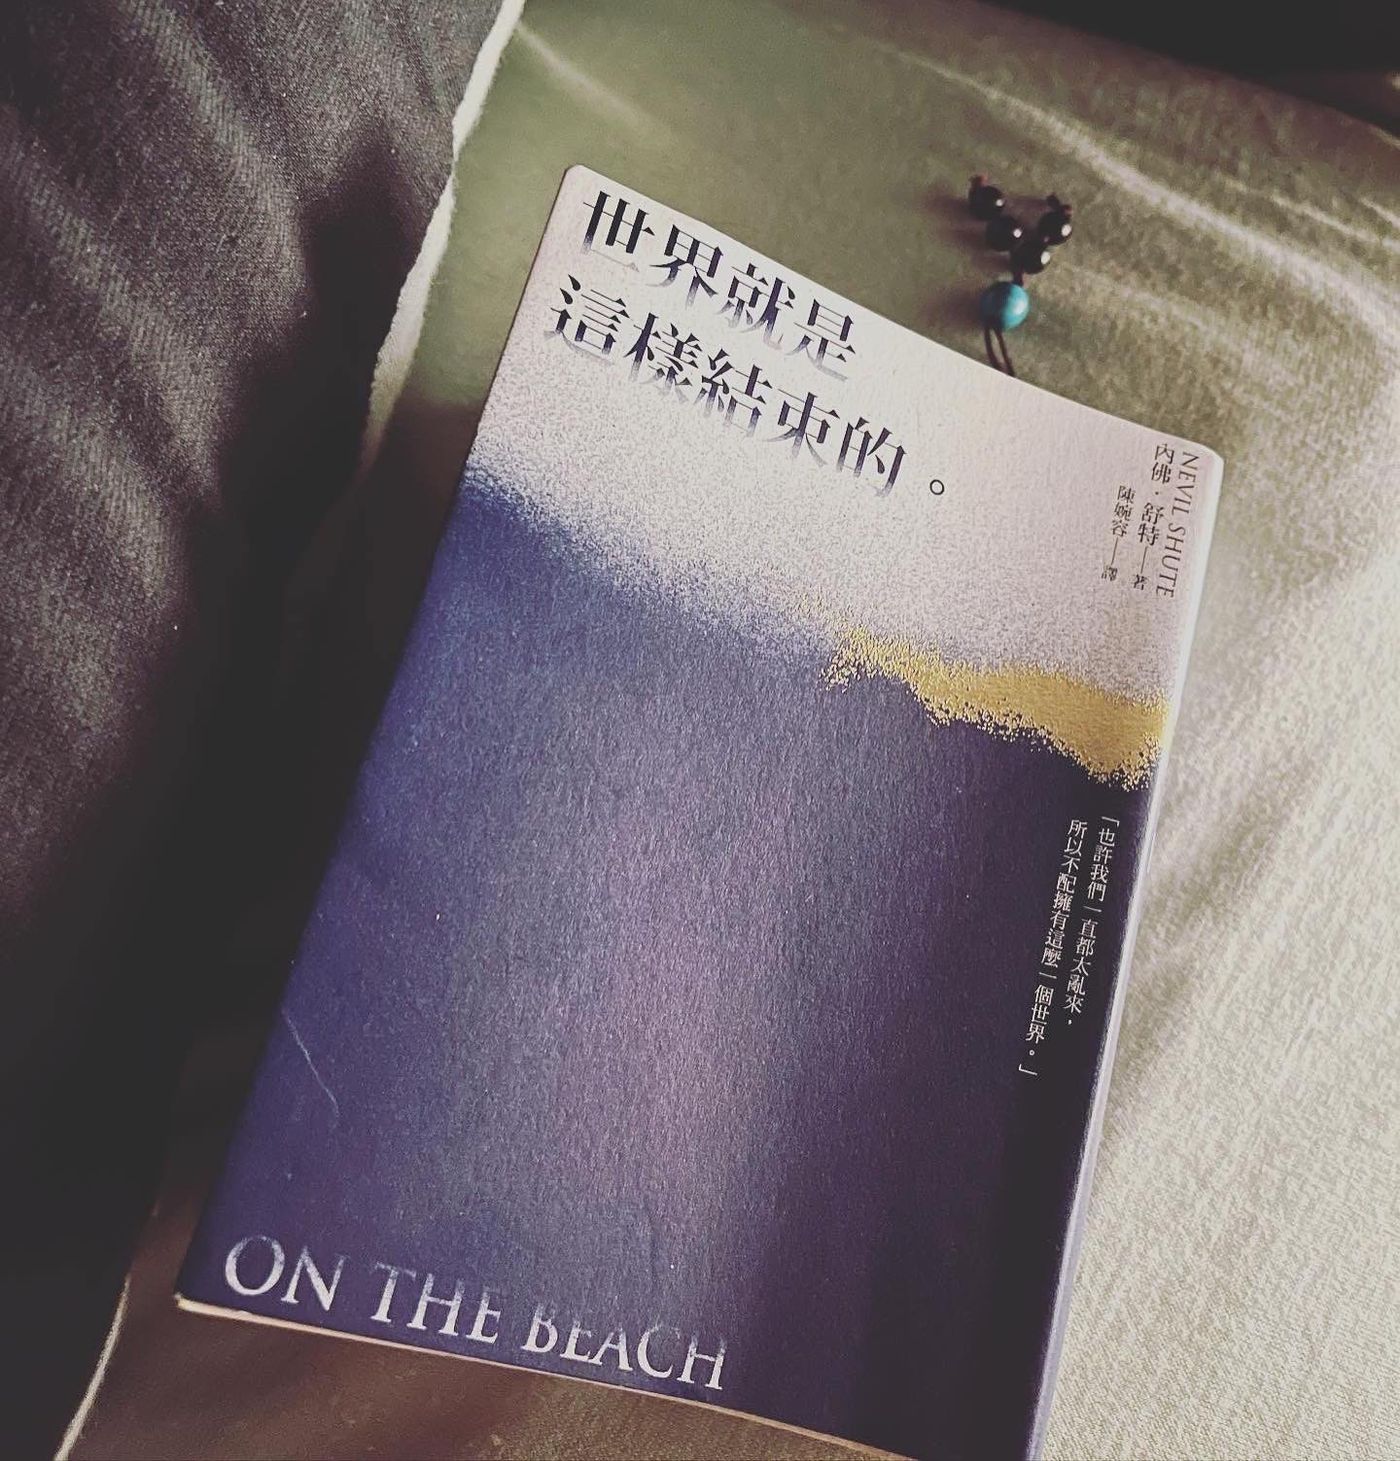 世界就是
這樣結束的。
NEVIL SHUTE
內佛．舒特——著
陳婉容——譯
「也許我們一直都太亂來，
所以不配擁有這麼一個世界。」
ON THE BEACH